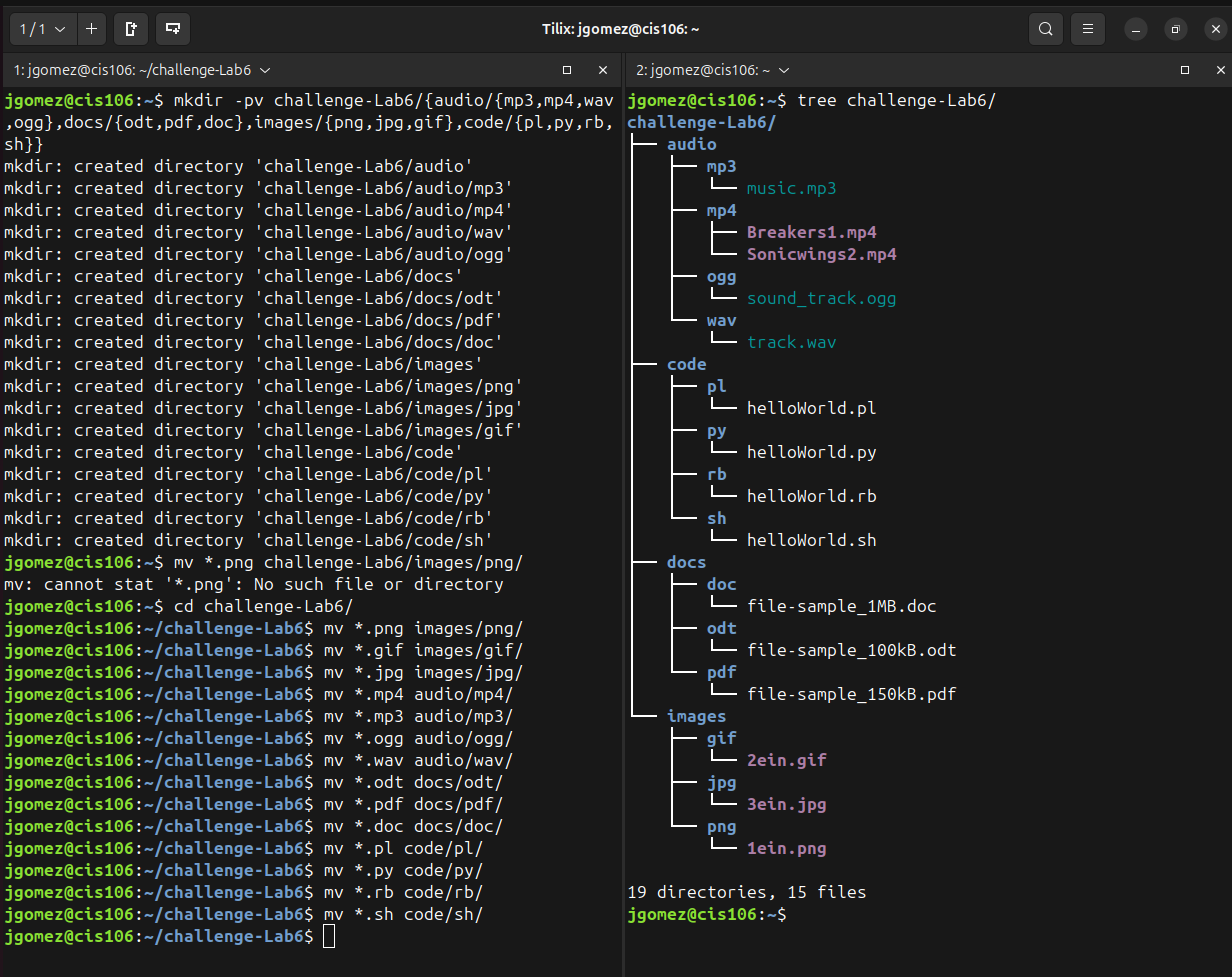 1 / 1
Tilix: jgomez@cis106: ~
1: jgomez@cis106: ~/challenge-Lab6
jgomez@cis106:~$ mkdir -pv challenge-Lab6/{audio/{mp3,mp4,wav
,ogg},docs/{odt,pdf,doc},images/{png,jpg,gif},code/{pl,py,rb,
sh}}
mkdir: created directory 'challenge-Lab6/audio'
mkdir: created directory 'challenge-Lab6/audio/mp3'
mkdir: created directory 'challenge-Lab6/audio/mp4'
mkdir: created directory 'challenge-Lab6/audio/wav'
mkdir: created directory 'challenge-Lab6/audio/ogg'
mkdir: created directory 'challenge-Lab6/docs'
mkdir: created directory 'challenge-Lab6/docs/odt'
mkdir: created directory 'challenge-Lab6/docs/pdf'
mkdir: created directory 'challenge-Lab6/docs/doc'
mkdir: created directory 'challenge-Lab6/images'
mkdir: created directory 'challenge-Lab6/images/png'
mkdir: created directory 'challenge-Lab6/images/jpg'
mkdir: created directory 'challenge-Lab6/images/gif'
mkdir: created directory 'challenge-Lab6/code'
mkdir: created directory 'challenge-Lab6/code/pl'
mkdir: created directory 'challenge-Lab6/code/py'
mkdir: created directory 'challenge-Lab6/code/rb'
mkdir: created directory 'challenge-Lab6/code/sh'
jgomez@cis106:~$ mv *.png challenge-Lab6/images/png/
mv: cannot stat '*.png': No such file or directory
jgomez@cis106:~$ cd challenge-Lab6/
jgomez@cis106:~/challenge-Lab6$ mv *.png images/png/
jgomez@cis106:~/challenge-Lab6$ mv *.gif images/gif/
jgomez@cis106:~/challenge-Lab6$ mv *.jpg images/jpg/
jgomez@cis106:~/challenge-Lab6$ mv *.mp4 audio/mp4/
jgomez@cis106:~/challenge-Lab6$ mv *.mp3 audio/mp3/
jgomez@cis106:~/challenge-Lab6$ mv *.ogg audio/ogg/
jgomez@cis106:~/challenge-Lab6$ mv *.wav audio/wav/
jgomez@cis106:~/challenge-Lab6$ mv *.odt docs/odt/
jgomez@cis106:~/challenge-Lab6$ mv *.pdf docs/pdf/
jgomez@cis106:~/challenge-Lab6$ mv *.doc docs/doc/
jgomez@cis106:~/challenge-Lab6$ mv *.pl code/pl/
jgomez@cis106:~/challenge-Lab6$ mv *.py code/py/
jgomez@cis106:~/challenge-Lab6$ mv *.rb code/rb/
jgomez@cis106:~/challenge-Lab6$ mv *.sh code/sh/
jgomez@cis106:~/challenge-Lab6$
2: jgomez@cis106: ~
jgomez@cis106:~$ tree challenge-Lab6/
challenge-Lab6/
├── audio
│   ├── mp3
│   │   └── music.mp3
│   ├── mp4
│   │   ├── Breakers1.mp4
│   │   └── Sonicwings2.mp4
│   ├── ogg
│   │   └── sound_track.ogg
│   └── wav
│       └── track.wav
├── code
│   ├── pl
│   │   └── helloWorld.pl
│   ├── py
│   │   └── helloWorld.py
│   ├── rb
│   │   └── helloWorld.rb
│   └── sh
│       └── helloWorld.sh
├── docs
│   ├── doc
│   │   └── file-sample_1MB.doc
│   ├── odt
│   │   └── file-sample_100kB.odt
│   └── pdf
│       └── file-sample_150kB.pdf
└── images
    ├── gif
    │   └── 2ein.gif
    ├── jpg
    │   └── 3ein.jpg
    └── png
        └── 1ein.png
19 directories, 15 files
jgomez@cis106:~$